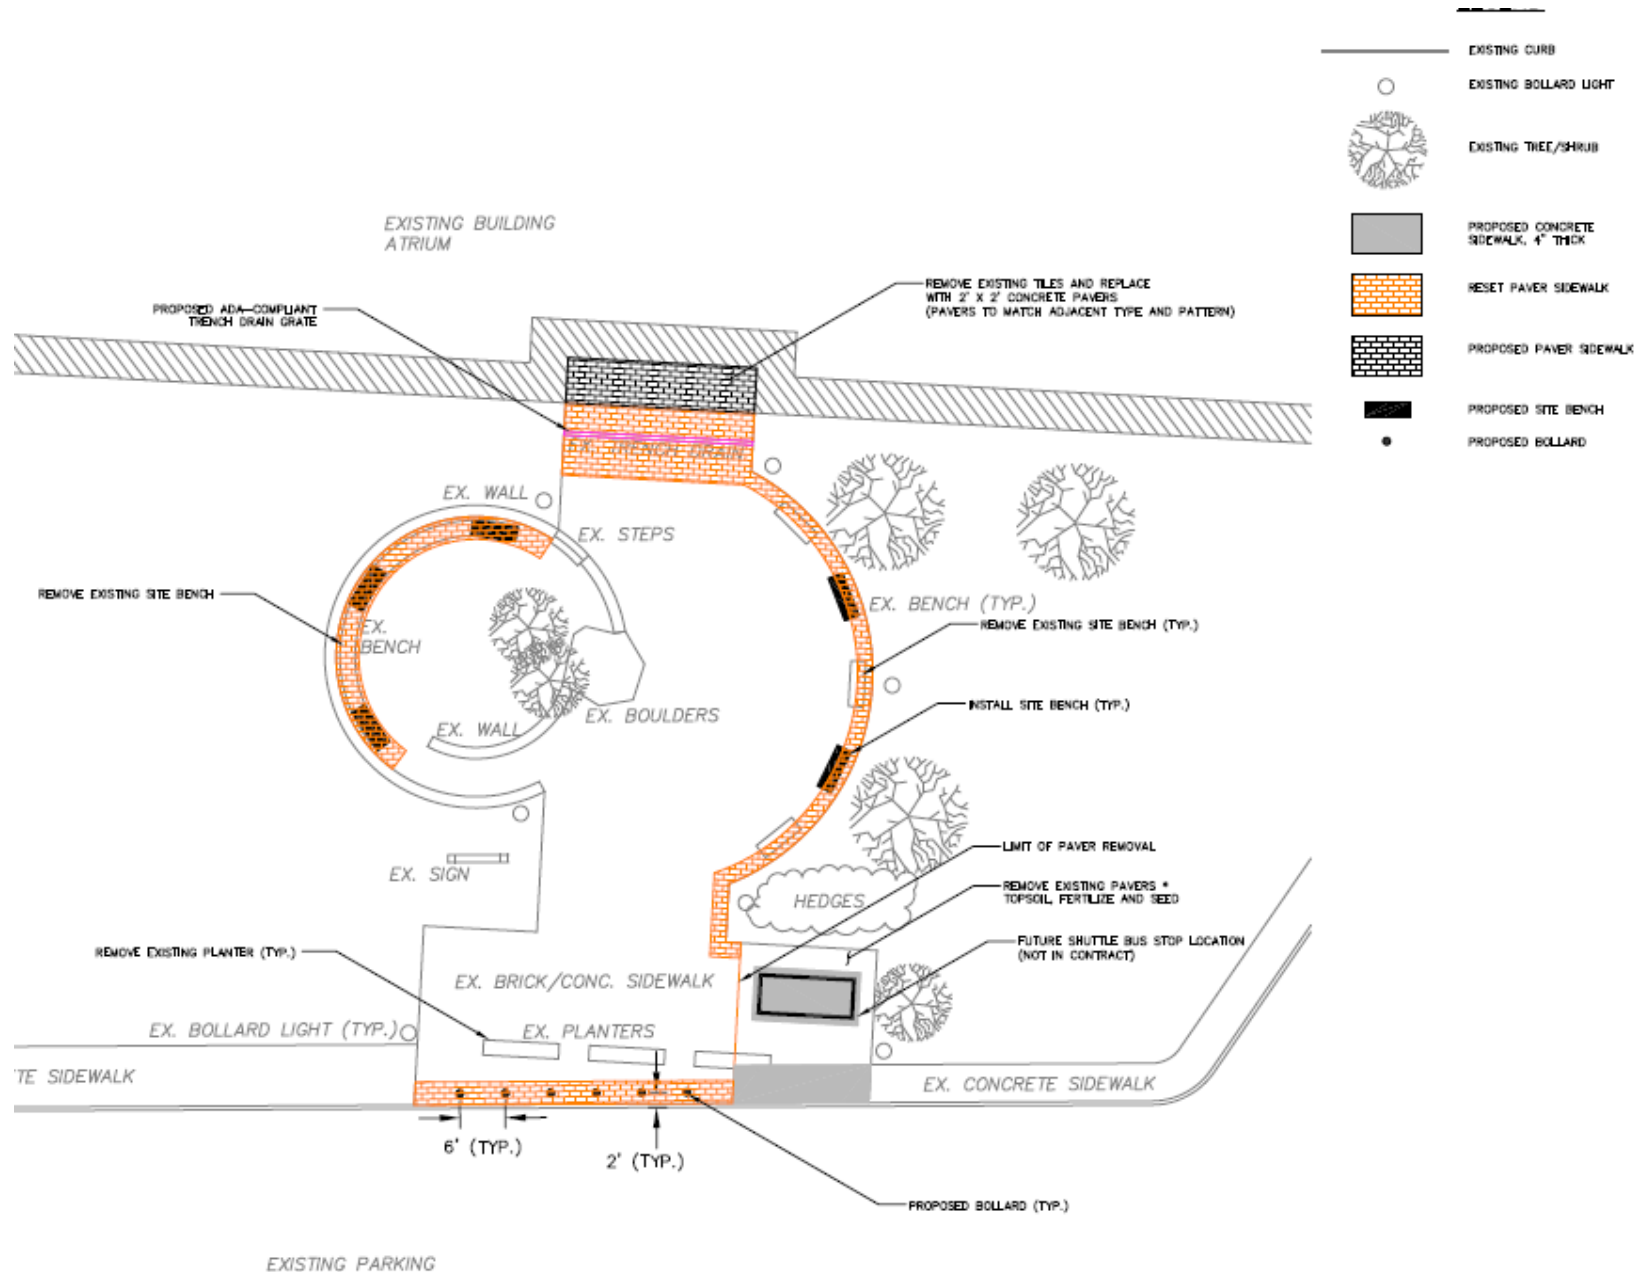 EXISTING CURB
EXISTING BOLLARD LIGHT
EXISTING TREE/SHRUB
PROPOSED CONCRETE
SIDEWALK, 4" THICK
RESET PAVER SIDEWALK
PROPOSED PAVER SIDEWALK
PROPOSED SITE BENCH
PROPOSED BOLLARD
EXISTING BUILDING
ATRIUM
REMOVE EXISTING TILES AND REPLACE
WITH 2' X 2' CONCRETE PAVERS
(PAVERS TO MATCH ADJACENT TYPE AND PATTERN)
PROPOSED ADA-COMPLIANT
TRENCH DRAIN GRATE
EX. TRENCH DRAIN
EX. WALL
EX. STEPS
REMOVE EXISTING SITE BENCH
EX. BENCH (TYP.)
REMOVE EXISTING SITE BENCH (TYP.)
EX.
BENCH
INSTALL SITE BENCH (TYP.)
EX. BOULDERS
EX. WALL
LIMIT OF PAVER REMOVAL
EX. SIGN
REMOVE EXISTING PAVERS *
TOPSOIL, FERTILIZE AND SEED
HEDGES
FUTURE SHUTTLE BUS STOP LOCATION
(NOT IN CONTRACT)
REMOVE EXISTING PLANTER (TYP.)
EX. BRICK/CONC. SIDEWALK
EX. BOLLARD LIGHT (TYP.)
EX. PLANTERS
TE SIDEWALK
EX. CONCRETE SIDEWALK
6' (TYP.)
2' (TYP.)
PROPOSED BOLLARD (TYP.)
EXISTING PARKING